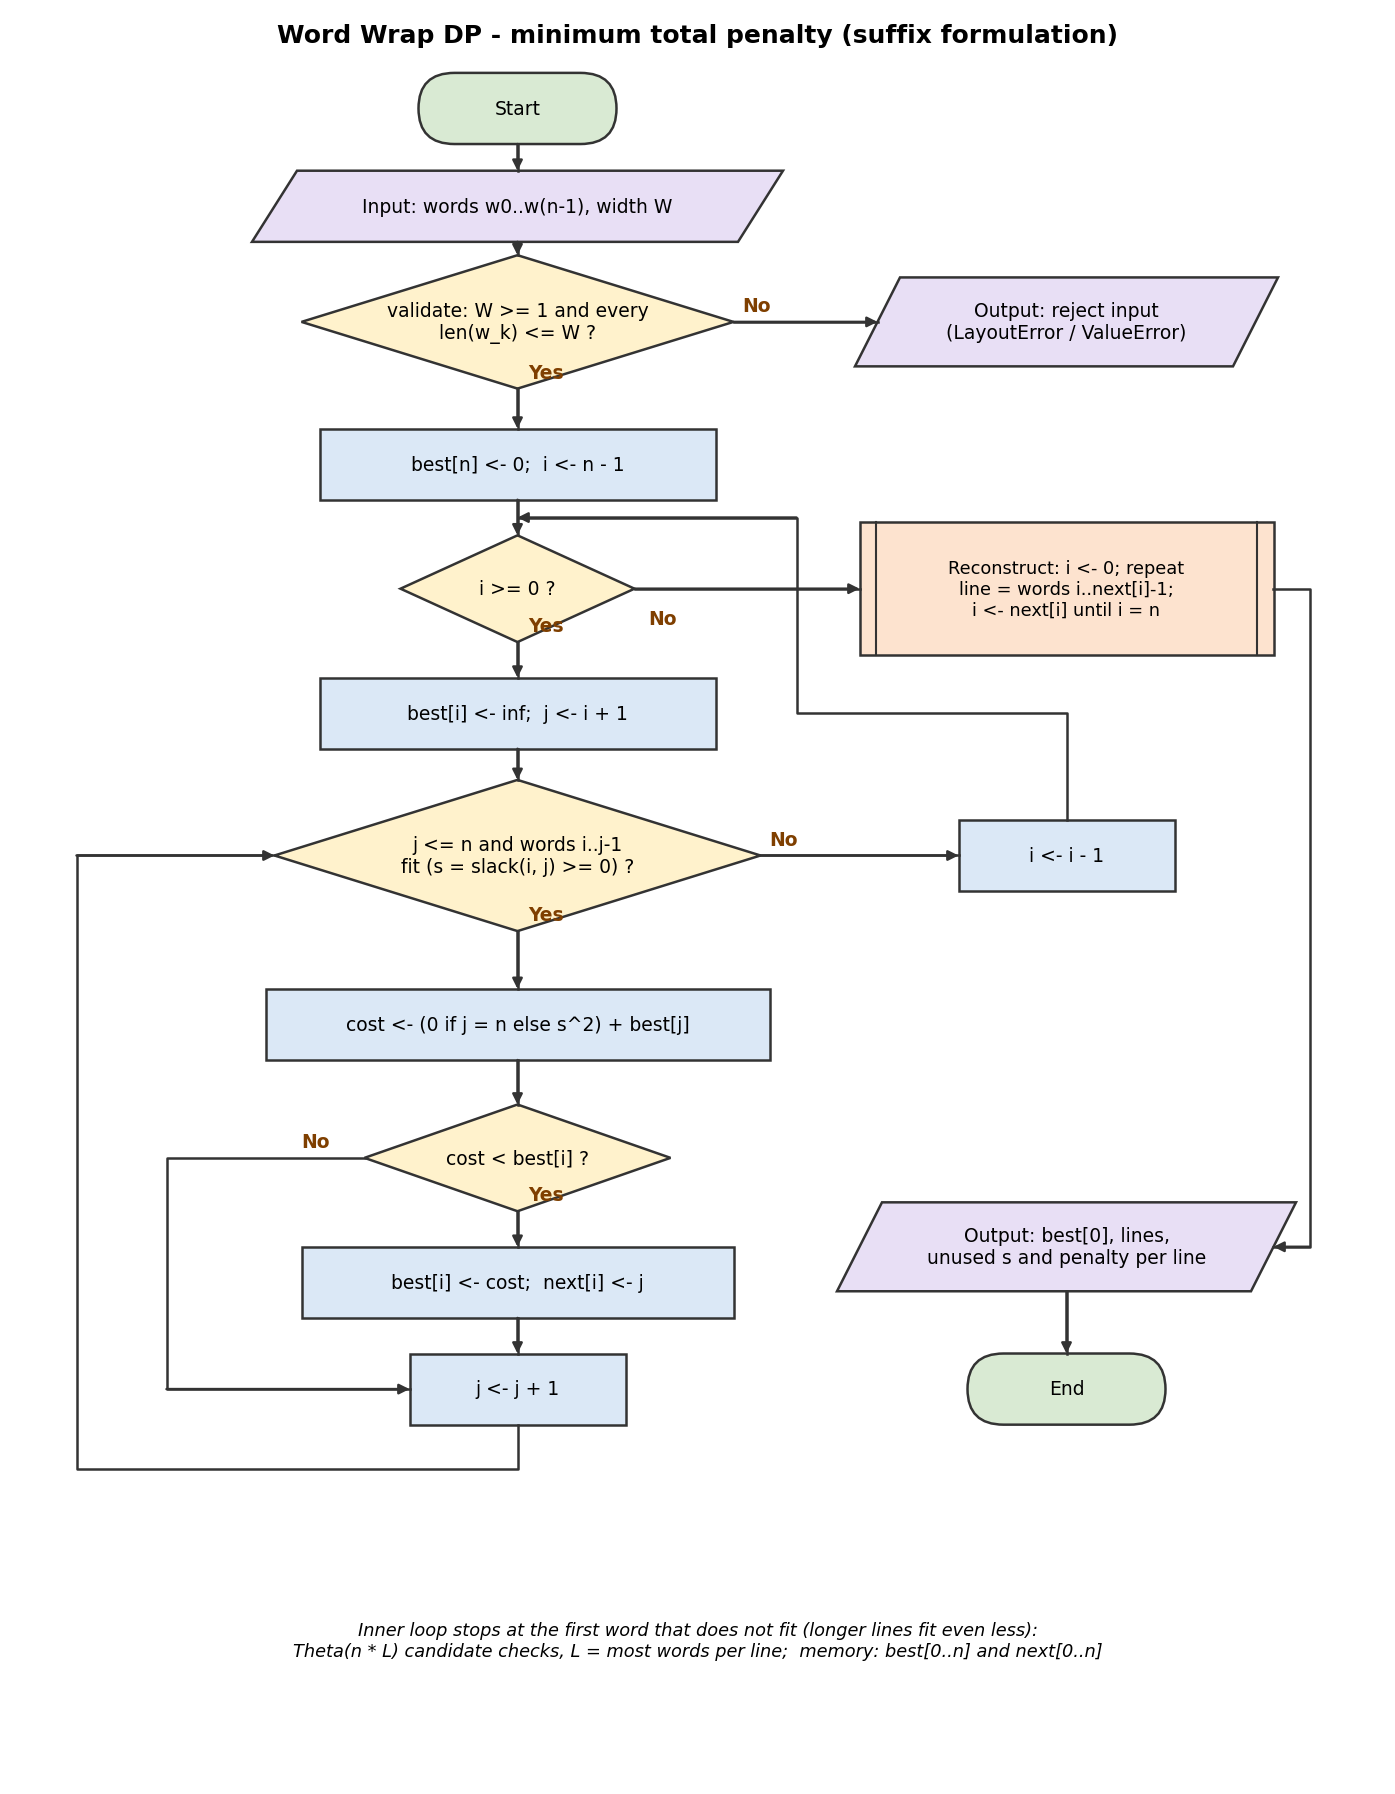 Word Wrap DP - minimum total penalty (suffix formulation)
Start
Input: words w0..w(n-1), width W
validate: W >= 1 and every
len(w_k) <= W ?
No
Yes
Output: reject input
(LayoutError / ValueError)
best[n] <- 0;  i <- n - 1
i >= 0 ?
Yes
No
Reconstruct: i <- 0; repeat
line = words i..next[i]-1;
i <- next[i] until i = n
best[i] <- inf;  j <- i + 1
j <= n and words i..j-1
fit (s = slack(i, j) >= 0) ?
No
Yes
i <- i - 1
cost <- (0 if j = n else s^2) + best[j]
No
cost < best[i] ?
Yes
best[i] <- cost;  next[i] <- j
Output: best[0], lines,
unused s and penalty per line
j <- j + 1
End
Inner loop stops at the first word that does not fit (longer lines fit even less):
Theta(n * L) candidate checks, L = most words per line;  memory: best[0..n] and next[0..n]